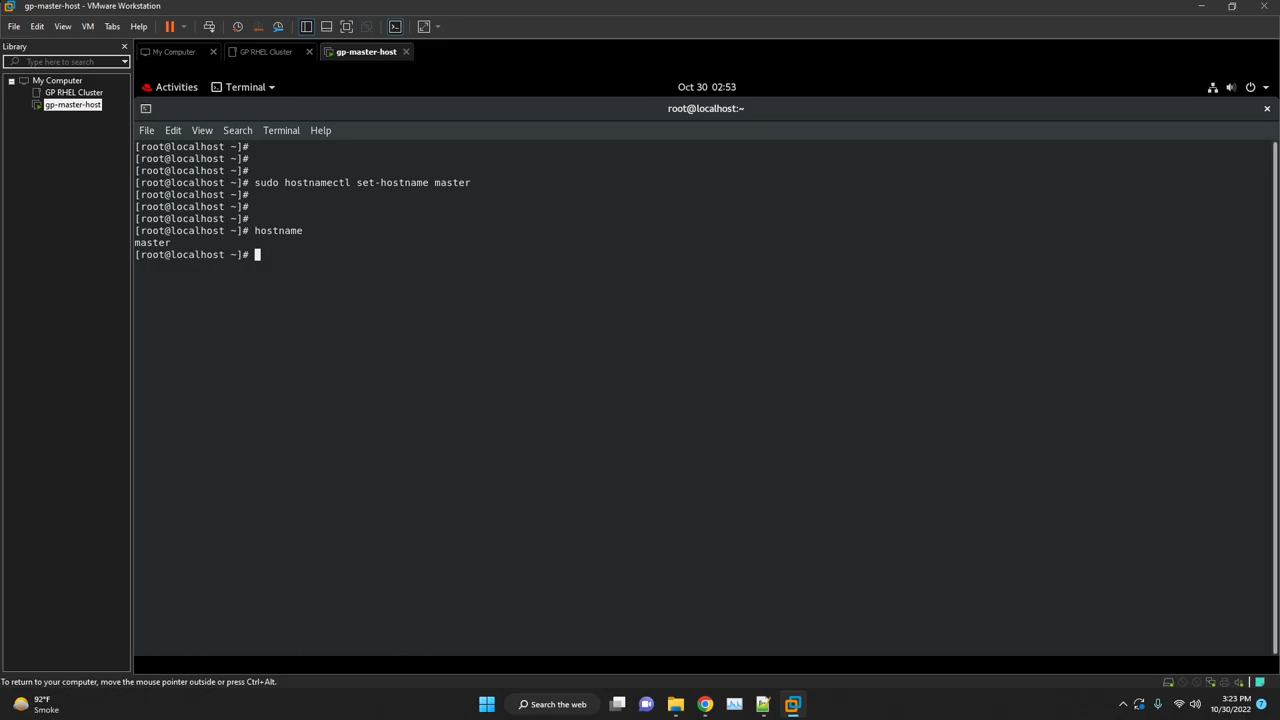 gp-master-host - VMware Workstation
File Edit View VM Tabs Help
Library
Type here to search
My Computer
GP RHEL Cluster
gp-master-host
My Computer GP RHEL Cluster gp-master-host
Activities Terminal Oct 30 02:53
root@localhost:~
File Edit View Search Terminal Help
[root@localhost ~]#
[root@localhost ~]#
[root@localhost ~]#
[root@localhost ~]# sudo hostnamectl set-hostname master
[root@localhost ~]#
[root@localhost ~]#
[root@localhost ~]#
[root@localhost ~]# hostname
master
[root@localhost ~]#
To return to your computer, move the mouse pointer outside or press Ctrl+Alt.
92°F
Smoke
Search the web
3:23 PM
10/30/2022